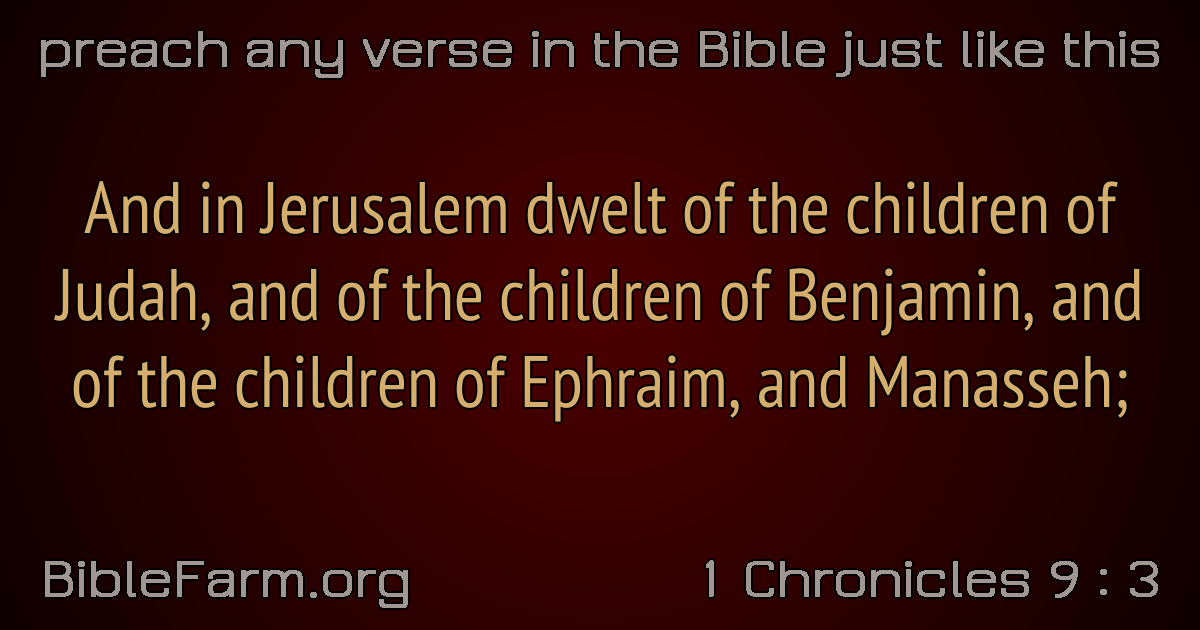 preach any verse in the Bible just like this
And in Jerusalem dwelt of the children of
Judah, and of the children of Benjamin, and
of the children of Ephraim, and Manasseh;
BibleFarm.org
1 Chronicles 9 : 3